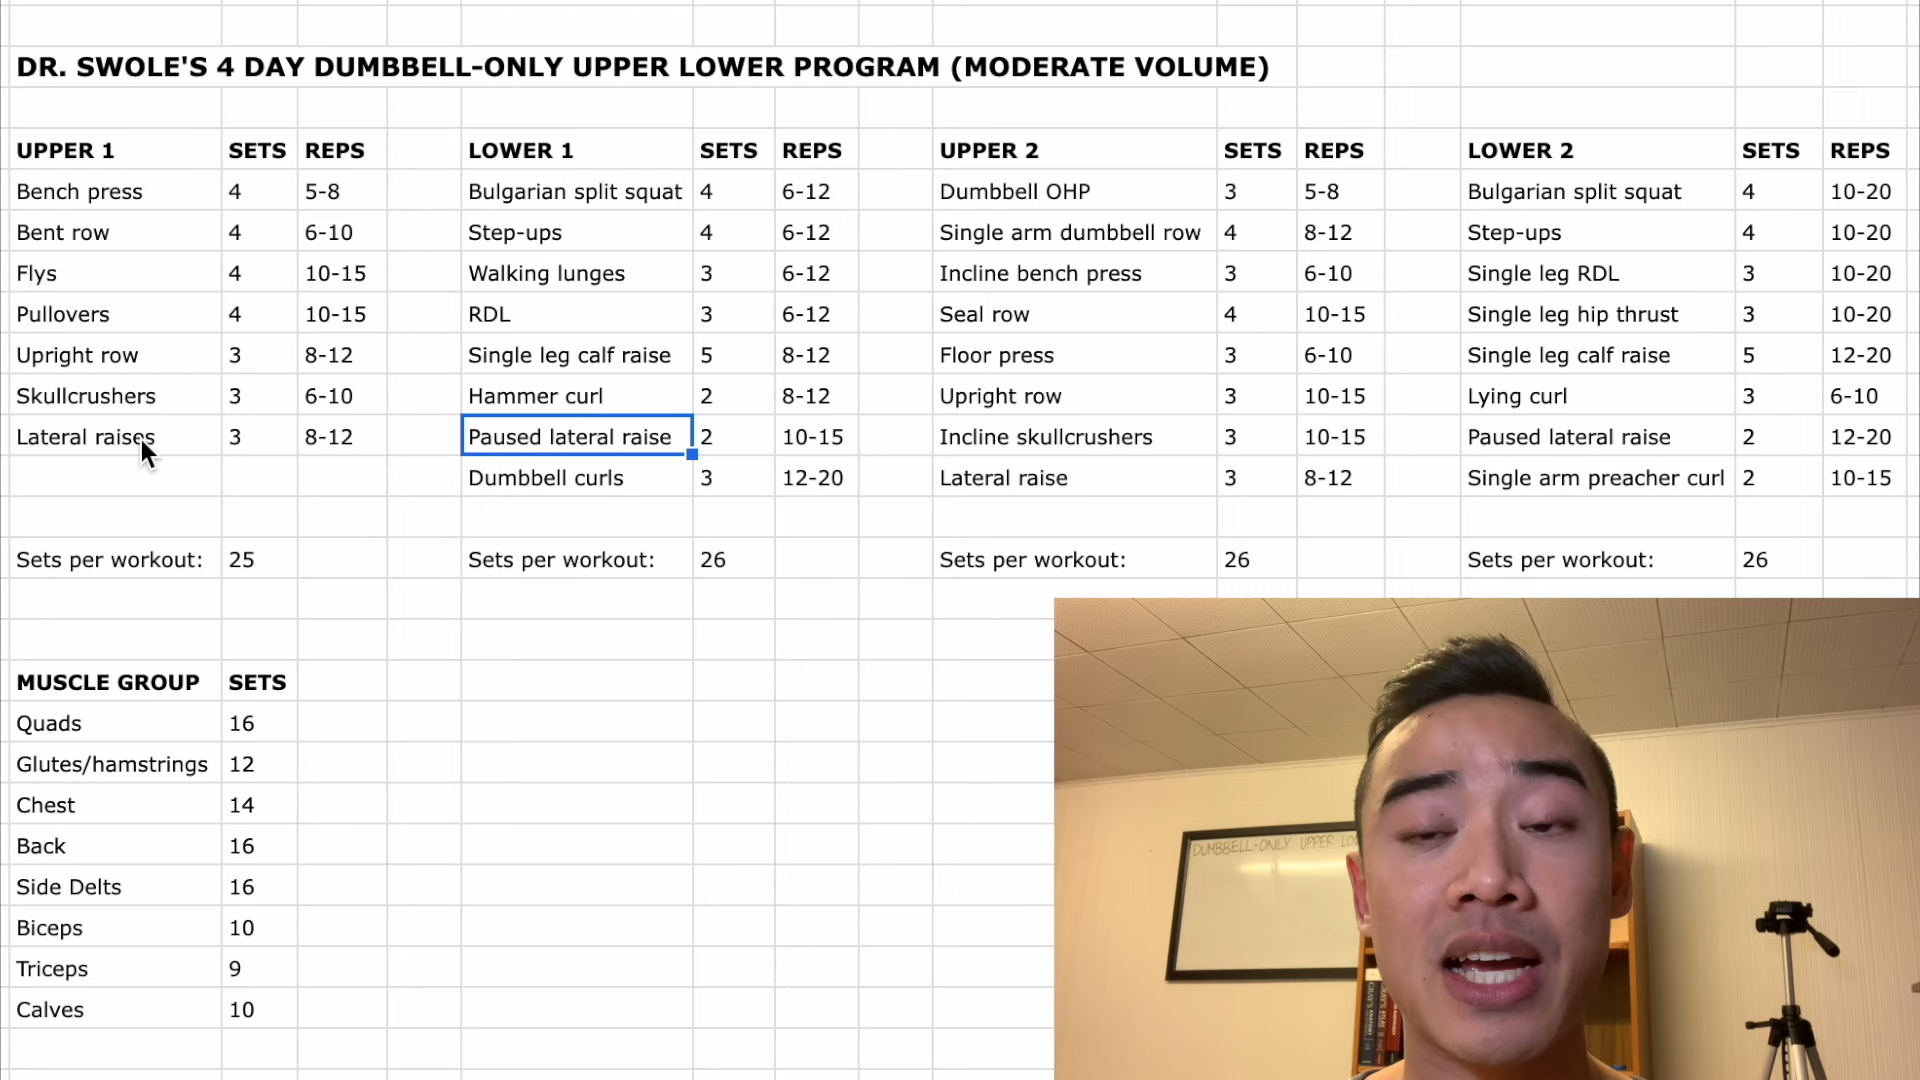 DR. SWOLE'S 4 DAY DUMBBELL-ONLY UPPER LOWER PROGRAM (MODERATE VOLUME)
UPPER 1 SETS REPS LOWER 1 SETS REPS UPPER 2 SETS REPS LOWER 2 SETS REPS
Bench press 4 5-8 Bulgarian split squat 4 6-12 Dumbbell OHP 3 5-8 Bulgarian split squat 4 10-20
Bent row 4 6-10 Step-ups 4 6-12 Single arm dumbbell row 4 8-12 Step-ups 4 10-20
Flys 4 10-15 Walking lunges 3 6-12 Incline bench press 3 6-10 Single leg RDL 3 10-20
Pullovers 4 10-15 RDL 3 6-12 Seal row 4 10-15 Single leg hip thrust 3 10-20
Upright row 3 8-12 Single leg calf raise 5 8-12 Floor press 3 6-10 Single leg calf raise 5 12-20
Skullcrushers 3 6-10 Hammer curl 2 8-12 Upright row 3 10-15 Lying curl 3 6-10
Lateral raises 3 8-12 Paused lateral raise 2 10-15 Incline skullcrushers 3 10-15 Paused lateral raise 2 12-20
Dumbbell curls 3 12-20 Lateral raise 3 8-12 Single arm preacher curl 2 10-15
Sets per workout: 25 Sets per workout: 26 Sets per workout: 26 Sets per workout: 26
MUSCLE GROUP SETS
Quads 16
Glutes/hamstrings 12
Chest 14
Back 16
Side Delts 16
Biceps 10
Triceps 9
Calves 10
DUMBBELL-ONLY UPPER LO